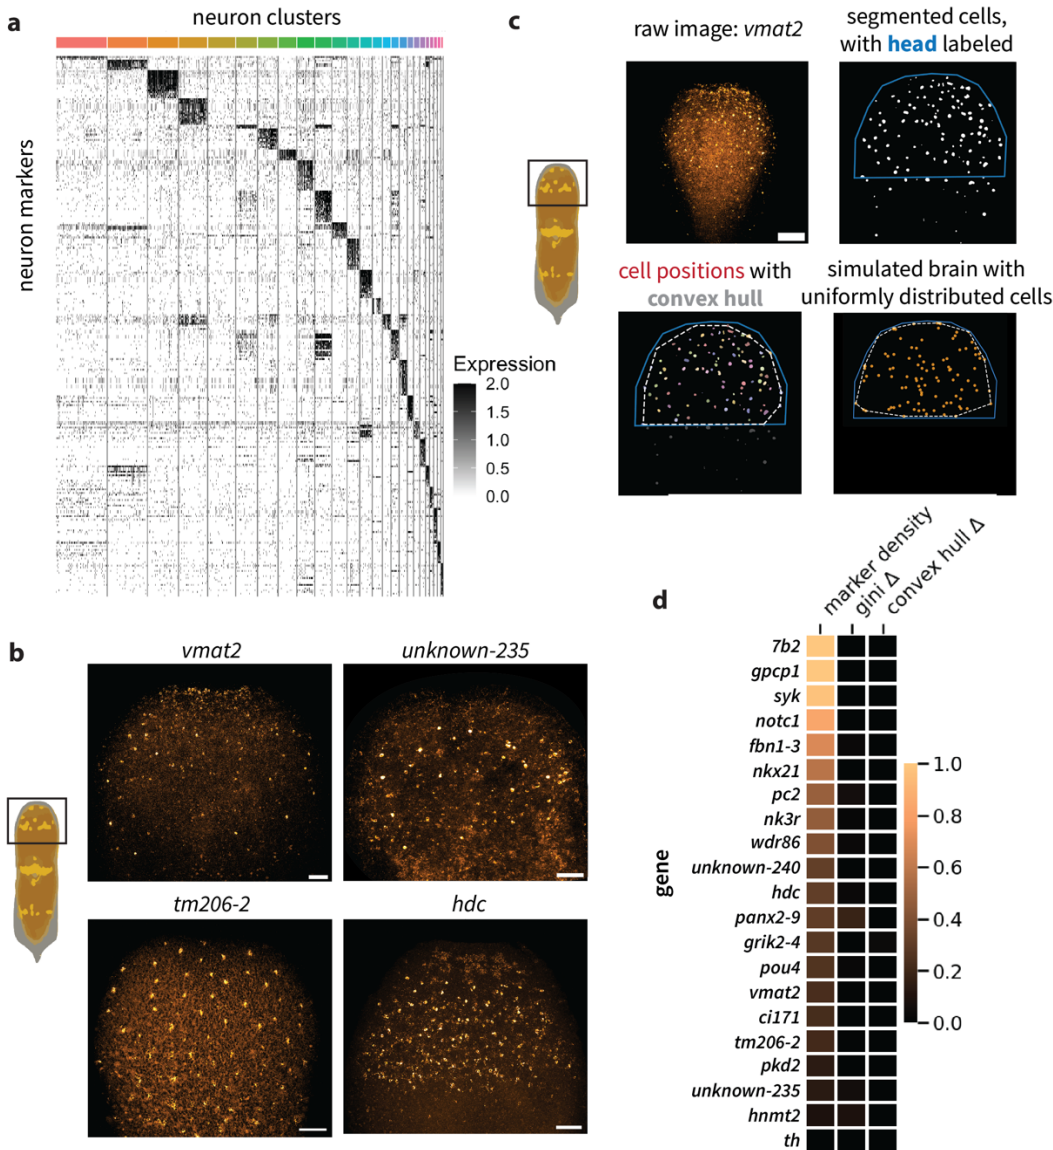 a
neuron clusters
neuron markers
Expression
2.0
1.5
1.0
0.5
0.0
b
vmat2
unknown-235
tm206-2
hdc
c
raw image: vmat2
segmented cells,
with head labeled
cell positions with
convex hull
simulated brain with
uniformly distributed cells
d
marker density
gini Δ
convex hull Δ
gene
7b2
gpcp1
syk
notc1
fbn1-3
nkx21
pc2
nk3r
wdr86
unknown-240
hdc
panx2-9
grik2-4
pou4
vmat2
ci171
tm206-2
pkd2
unknown-235
hnmt2
th
1.0
0.8
0.6
0.4
0.2
0.0